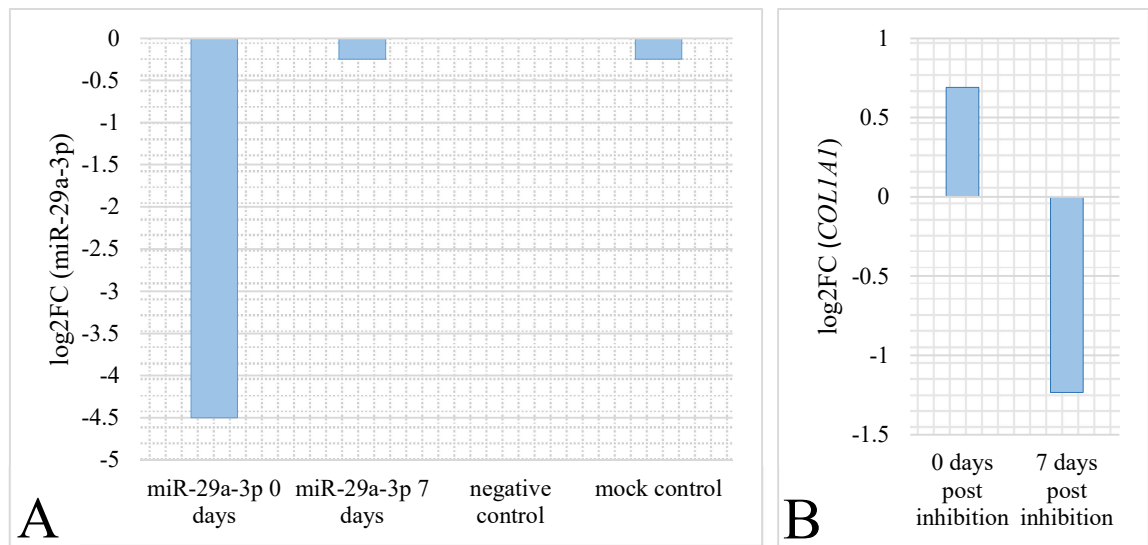 0
-0.5
-1
-1.5
-2
-2.5
-3
-3.5
-4
-4.5
-5
log2FC (miR-29a-3p)
miR-29a-3p 0
days
miR-29a-3p 7
days
negative
control
mock control
A
1
0.5
0
-0.5
-1
-1.5
log2FC (COL1A1)
0 days
post
inhibition
7 days
post
inhibition
B